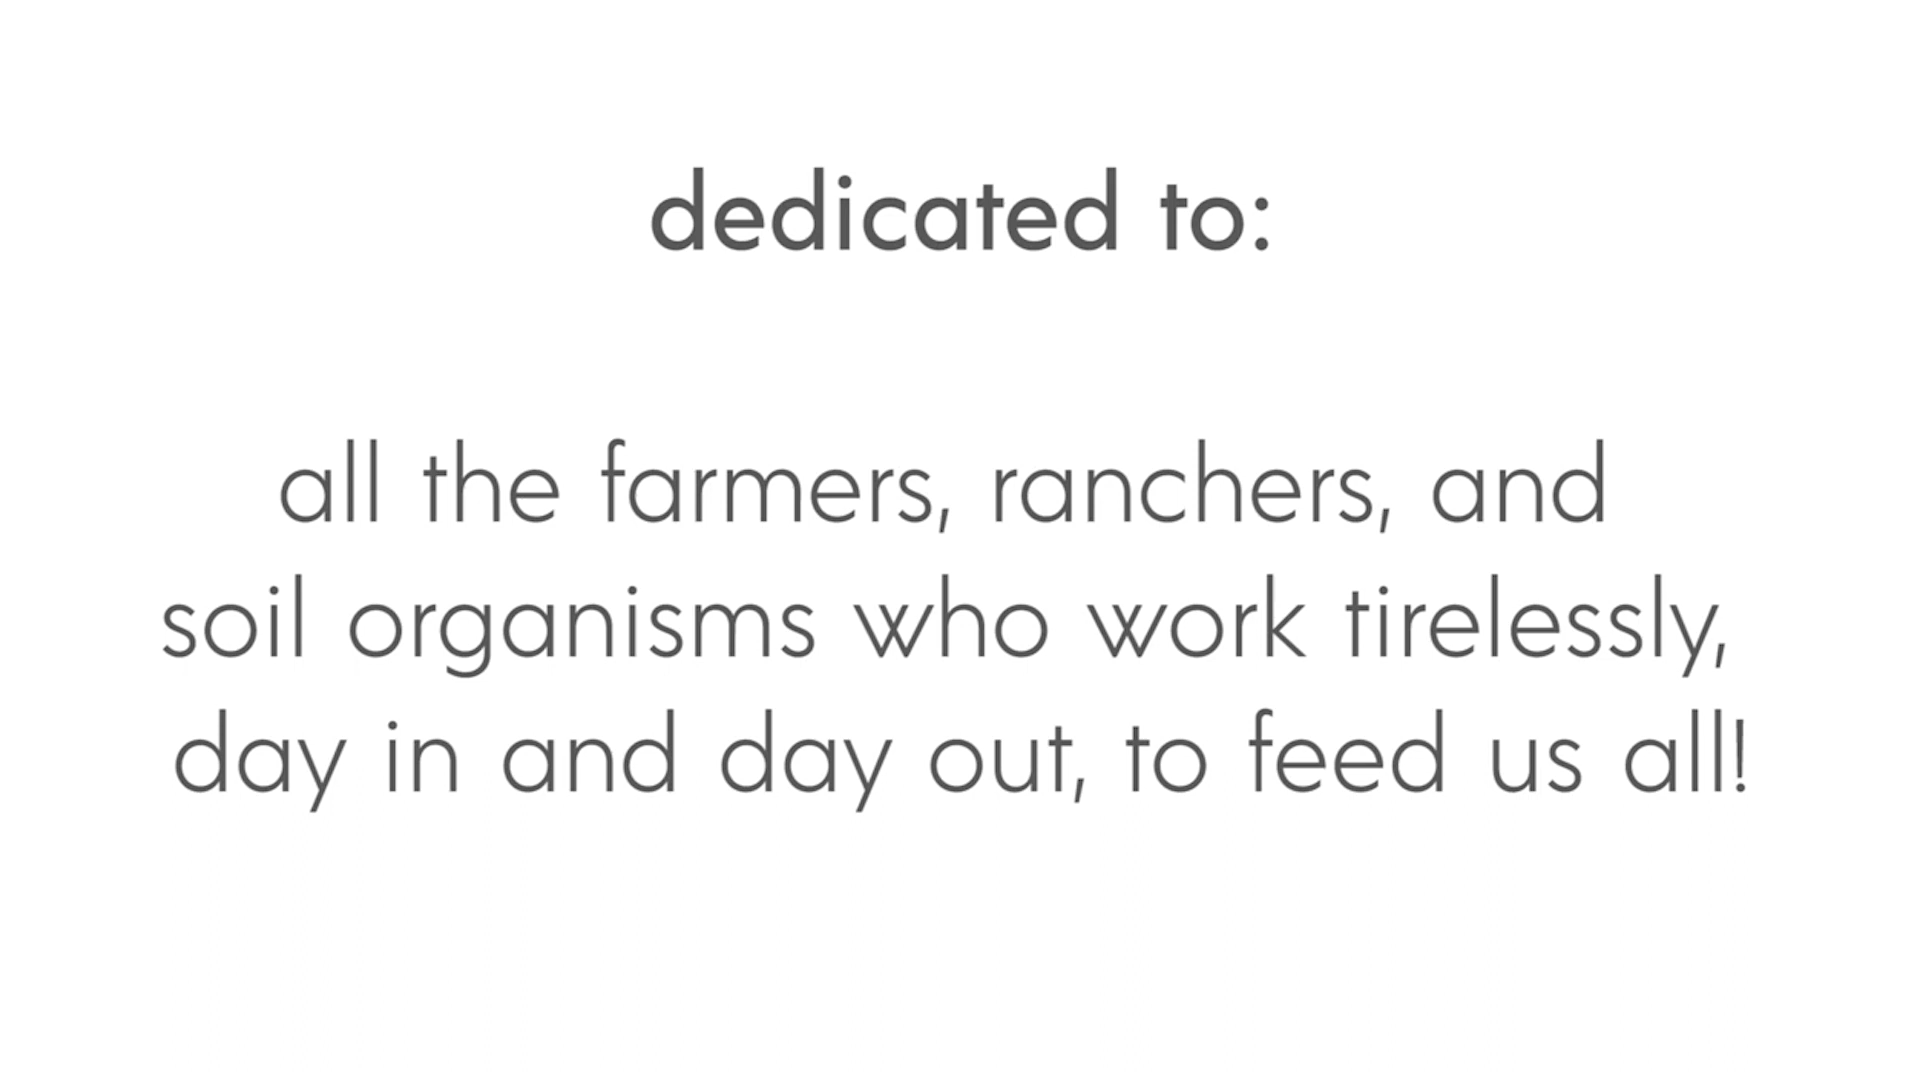 dedicated to:
all the farmers, ranchers, and
soil organisms who work tirelessly,
day in and day out, to feed us all!